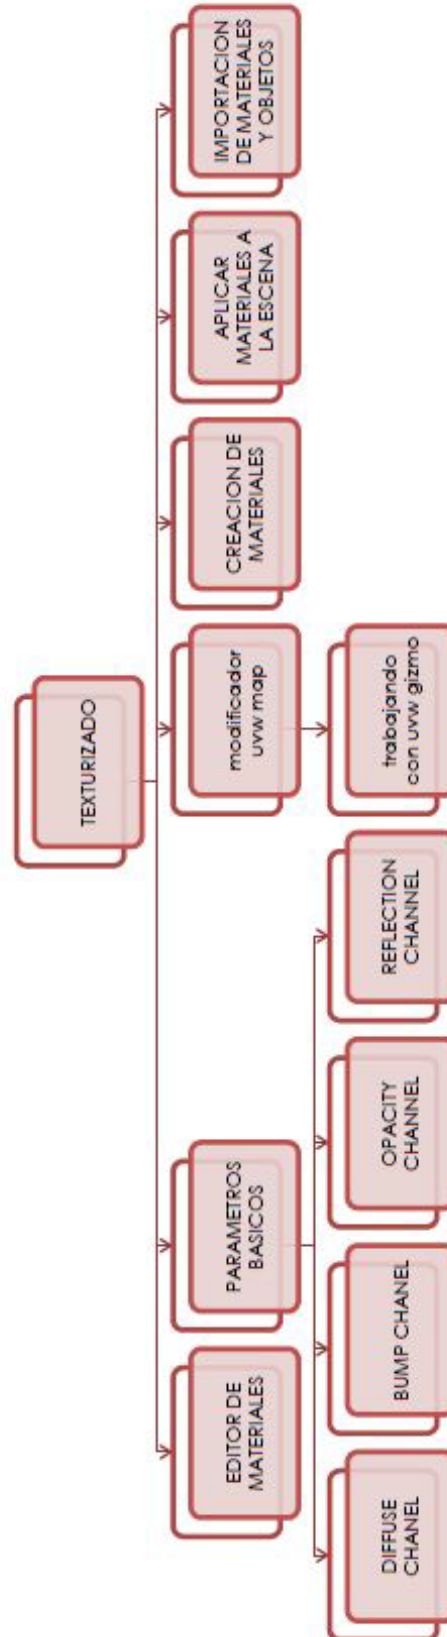 TEXTURIZADO
EDITOR DE
MATERIALES
PARAMETROS
BASICOS
modificador
uvw map
CREACION DE
MATERIALES
APLICAR
MATERIALES A
LA ESCENA
IMPORTACION
DE MATERIALES
Y OBJETOS
DIFFUSE
CHANEL
BUMP CHANEL
OPACITY
CHANNEL
REFLECTION
CHANNEL
trabajando
con uvw gizmo